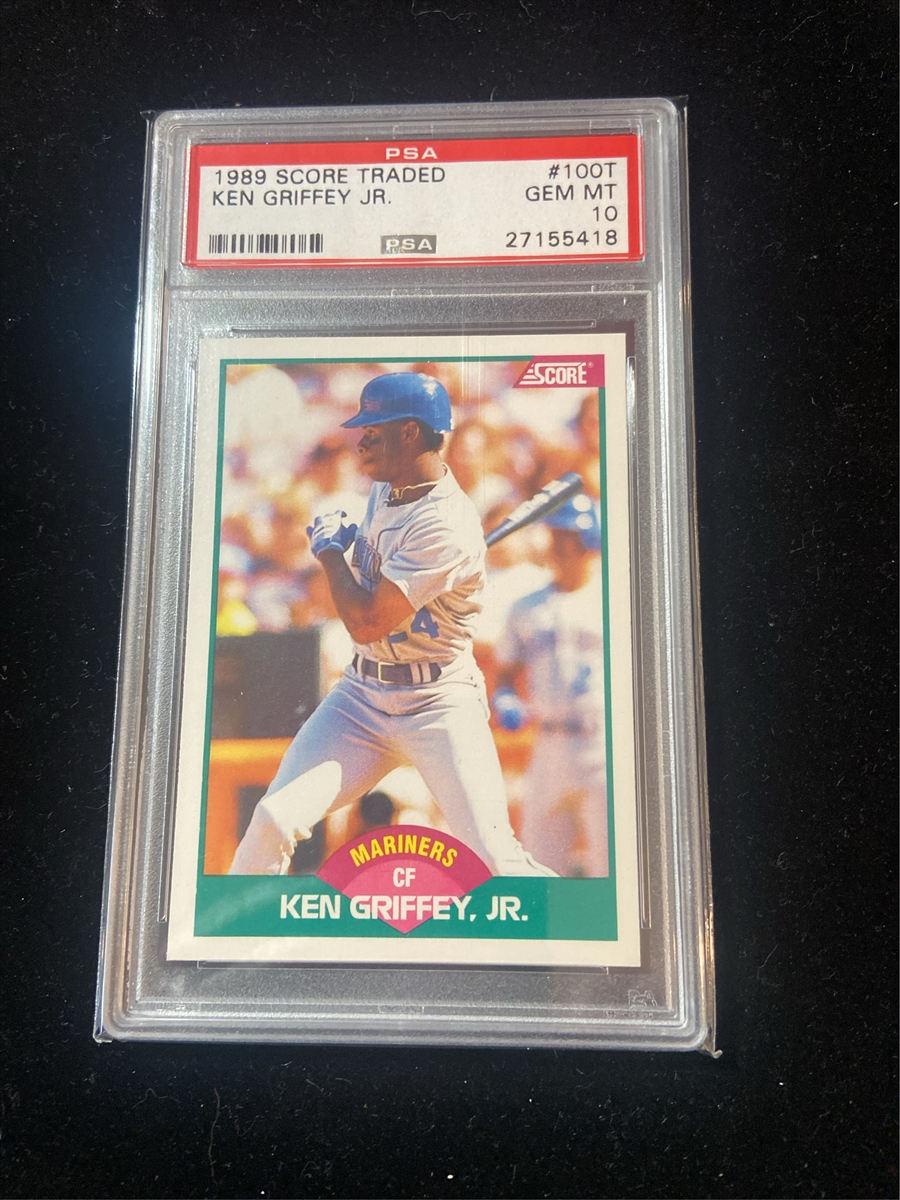 PSA
1989 SCORE TRADED #100T
KEN GRIFFEY JR. GEM MT
10
PSA 27155418
SCORE
24
MARINERS
CF
KEN GRIFFEY, JR.